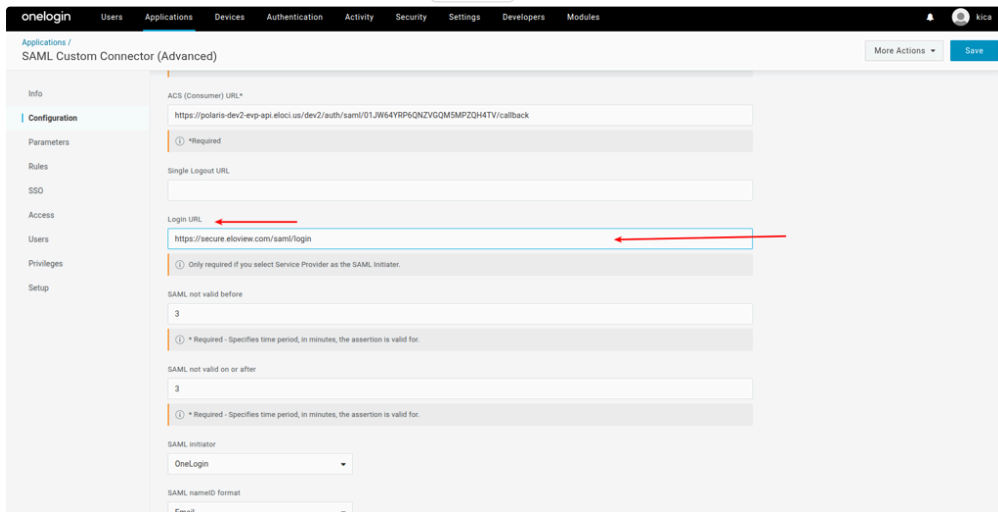 onelogin Users Applications Devices Authentication Activity Security Settings Developers Modules kica
Applications /
SAML Custom Connector (Advanced)
More Actions
Save
Info
Configuration
Parameters
Rules
SSO
Access
Users
Privileges
Setup
ACS (Consumer) URL*
https://polaris-dev2-evp-api.eloci.us/dev2/auth/saml/01JW64YRP6QNZVGQM5MPZQH4TV/callback
*Required
Single Logout URL
Login URL
https://secure.eloview.com/saml/login
Only required if you select Service Provider as the SAML Initiater.
SAML not valid before
3
* Required - Specifies time period, in minutes, the assertion is valid for.
SAML not valid on or after
3
* Required - Specifies time period, in minutes, the assertion is valid for.
SAML initiator
OneLogin
SAML nameID format
Email